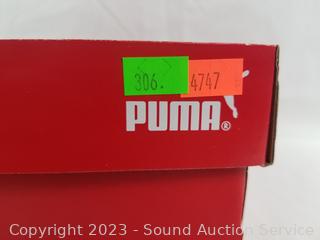 306. 4747
PUMA®
Copyright 2023 - Sound Auction Service